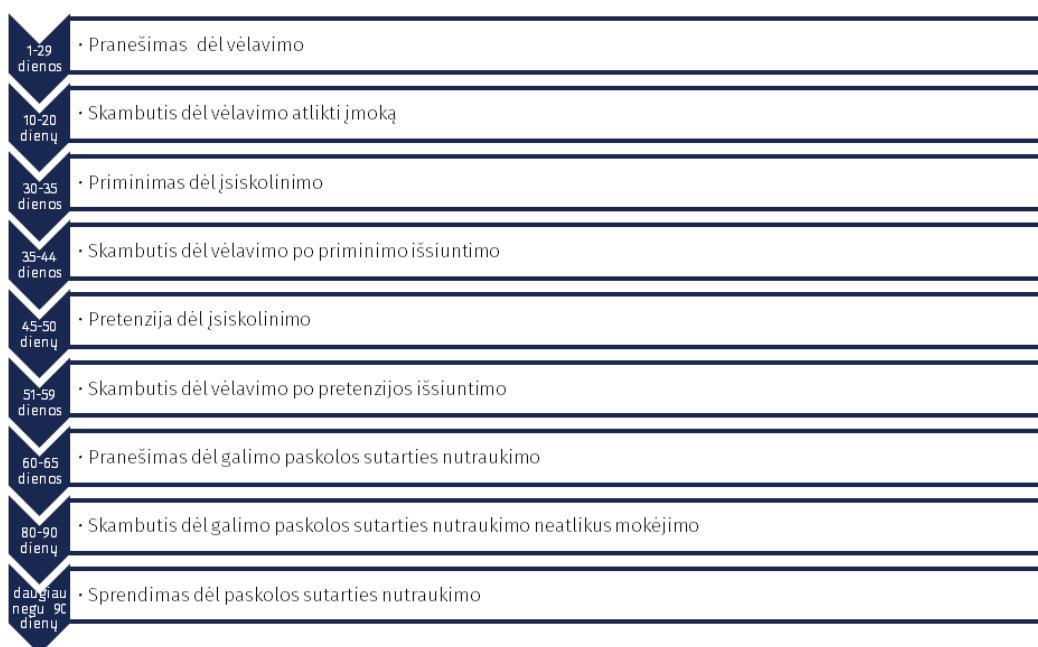 1-29
dienos
· Pranešimas dėl vėlavimo
10-20
dienų
· Skambutis dėl vėlavimo atlikti įmoką
30-35
dienos
· Priminimas dėl įsiskolinimo
35-44
dienos
· Skambutis dėl vėlavimo po priminimo išsiuntimo
45-50
dienų
· Pretenzija dėl įsiskolinimo
51-59
dienos
· Skambutis dėl vėlavimo po pretenzijos išsiuntimo
60-65
dienos
· Pranešimas dėl galimo paskolos sutarties nutraukimo
80-90
dienų
· Skambutis dėl galimo paskolos sutarties nutraukimo neatlikus mokėjimo
daugiau
negu 90
dienų
· Sprendimas dėl paskolos sutarties nutraukimo